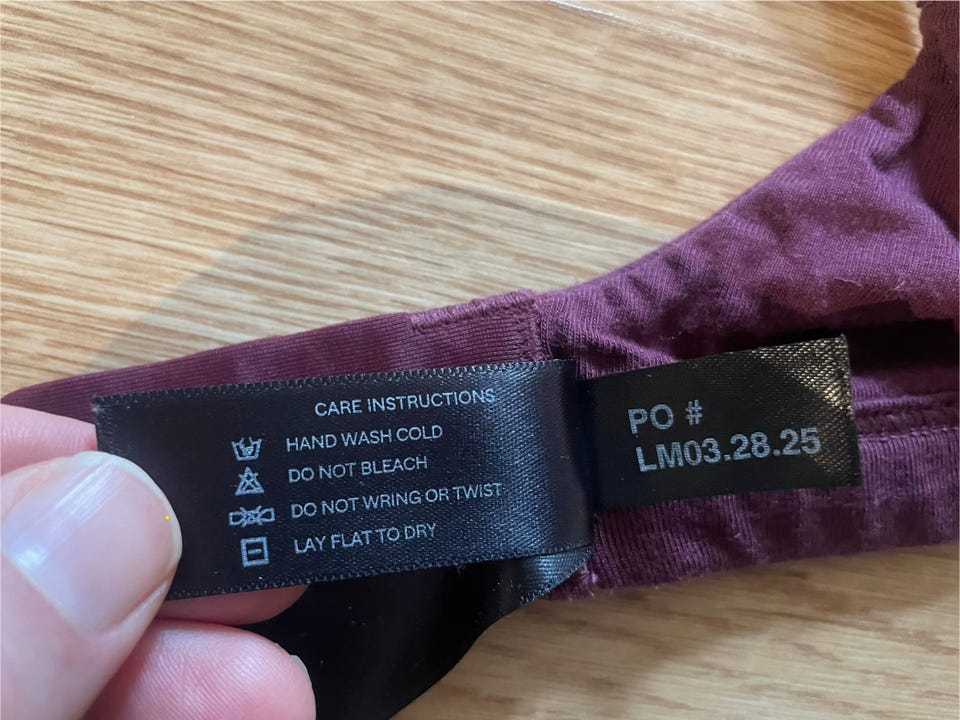 CARE INSTRUCTIONS
HAND WASH COLD
DO NOT BLEACH
DO NOT WRING OR TWIST
LAY FLAT TO DRY
PO #
LM03.28.25